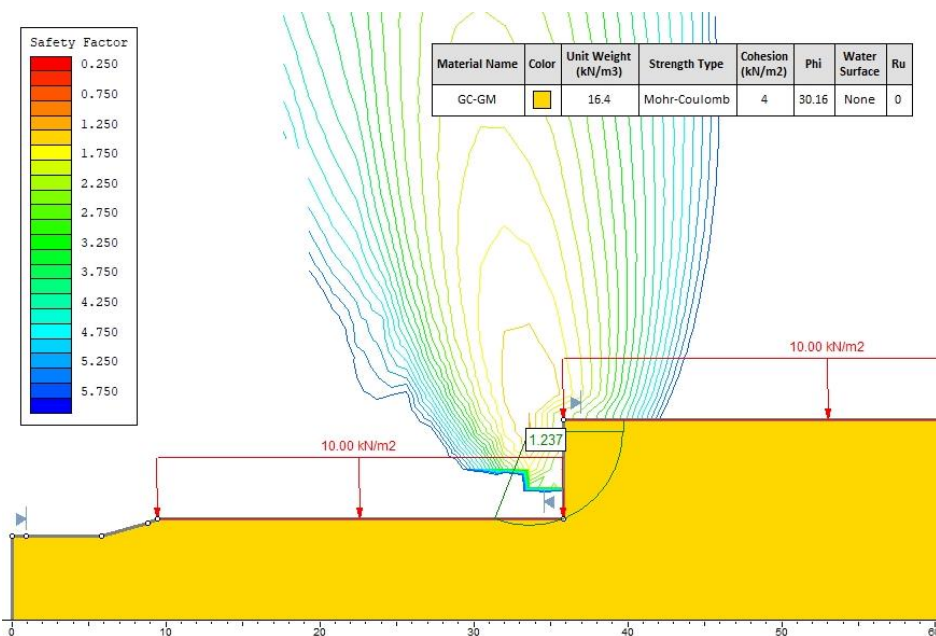 Safety Factor
0.250
0.750
1.250
1.750
2.250
2.750
3.250
3.750
4.250
4.750
5.250
5.750
Material Name Color Unit Weight (kN/m3) Strength Type Cohesion (kN/m2) Phi Water Surface Ru
GC-GM 16.4 Mohr-Coulomb 4 30.16 None 0
10.00 kN/m2
1.237
10.00 kN/m2
0 10 20 30 40 50